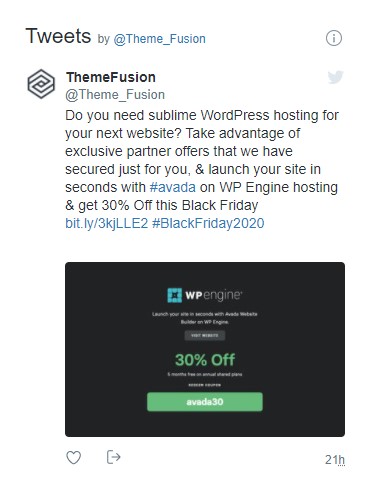 Tweets by @Theme_Fusion
ThemeFusion
@Theme_Fusion
Do you need sublime WordPress hosting for
your next website? Take advantage of
exclusive partner offers that we have
secured just for you, & launch your site in
seconds with #avada on WP Engine hosting
& get 30% Off this Black Friday
bit.ly/3kjLLE2 #BlackFriday2020
WPengine
Launch your site in seconds with Avada Website
Builder on WP Engine.
VISIT WEBSITE
30% Off
5 months free on annual shared plans
REDEEM COUPON
avada30
21h